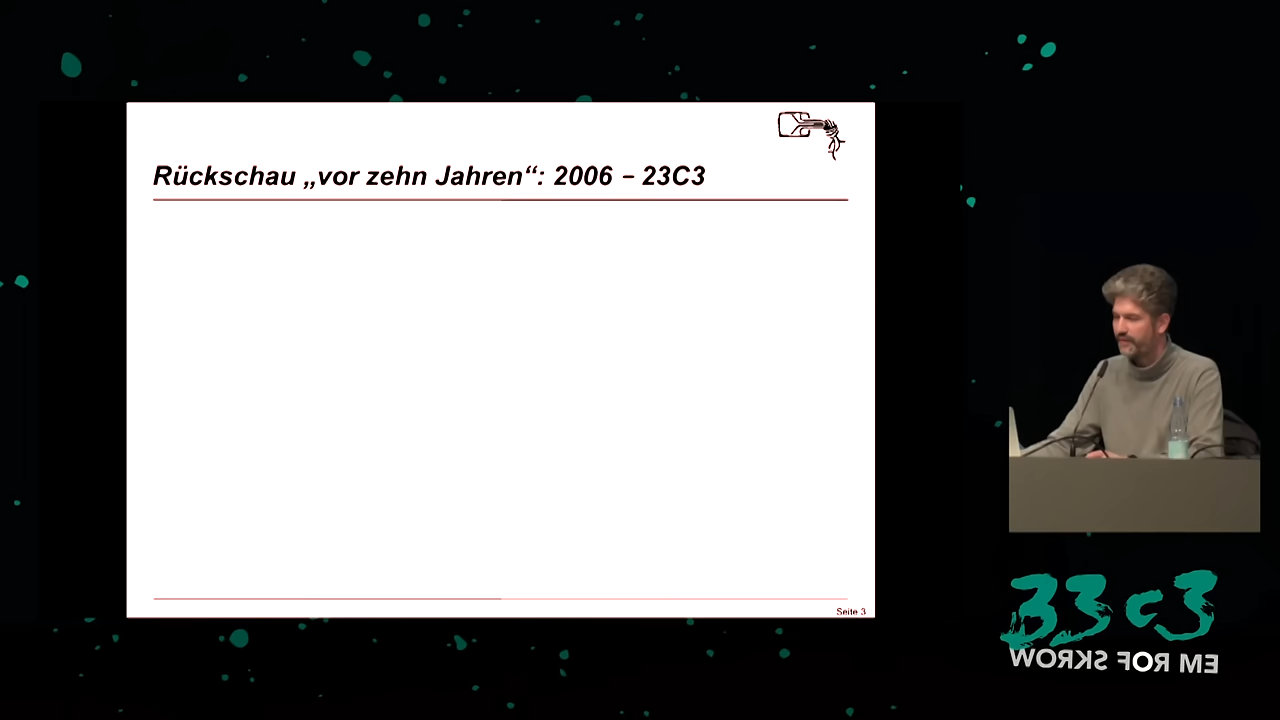 Rückschau „vor zehn Jahren“: 2006 – 23C3
Seite 3
33c3
WORKS FOR ME